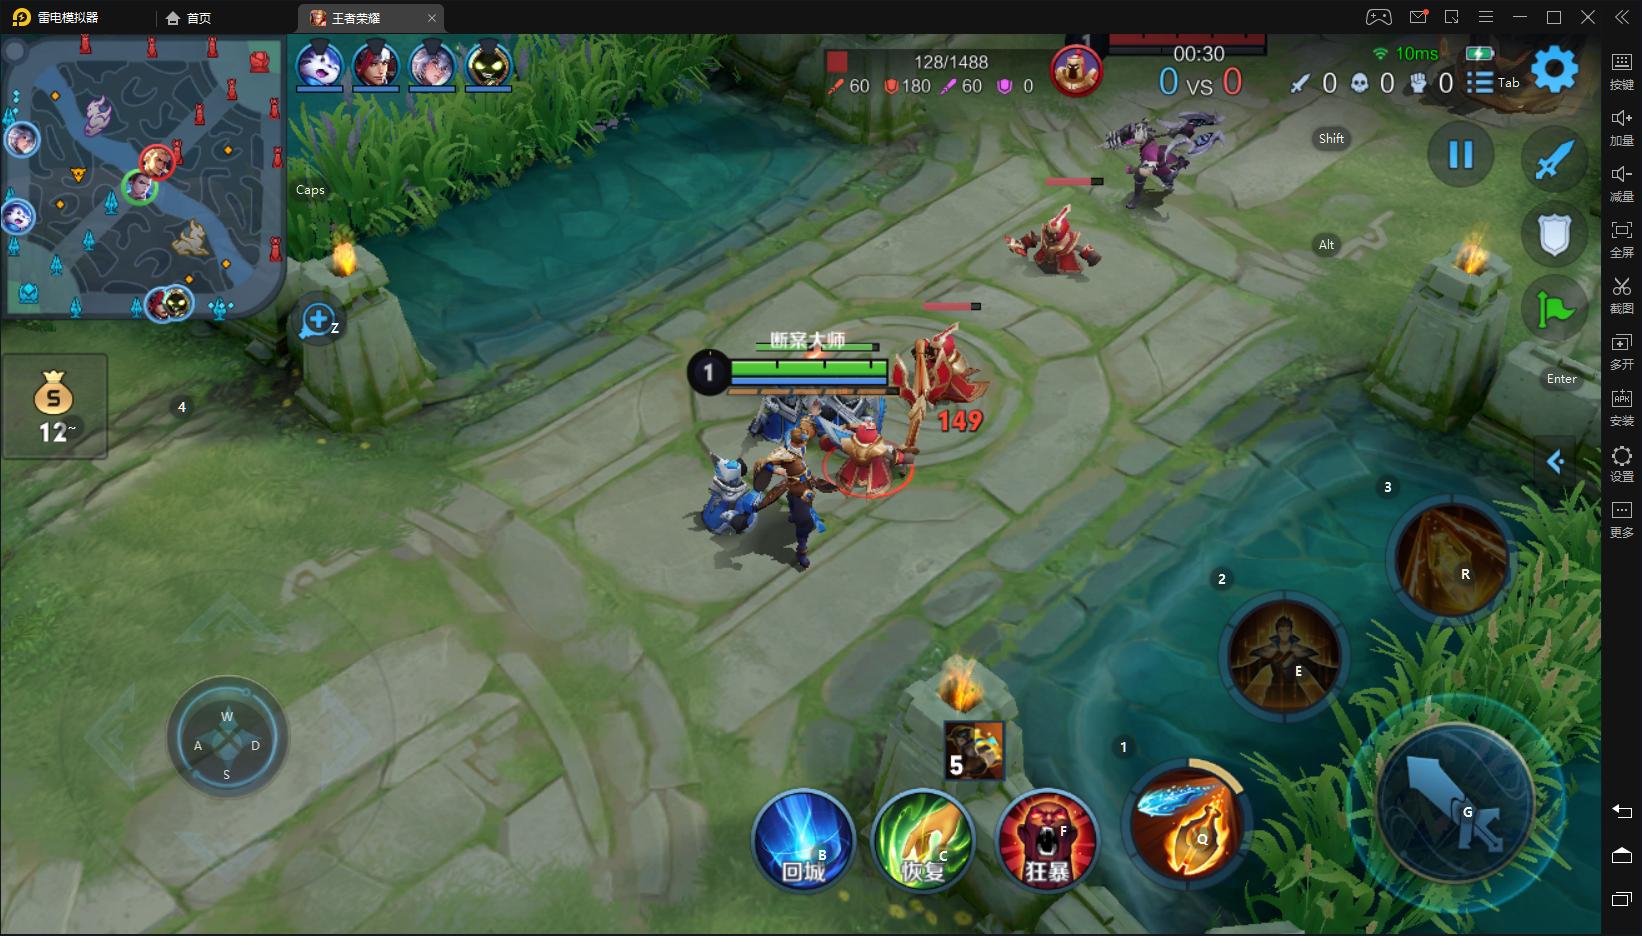 雷电模拟器
首页
王者荣耀
128/1488
60 180 60 0
00:30
0 VS 0
10ms
0 0 0
Tab
Shift
Caps
Alt
Z
Enter
断案大师
1
149
S
12~
4
3
R
2
E
W
A D
S
5
1
Q
G
B
回城
C
恢复
F
狂暴
按键
加量
减量
全屏
截图
多开
APK
安装
设置
更多